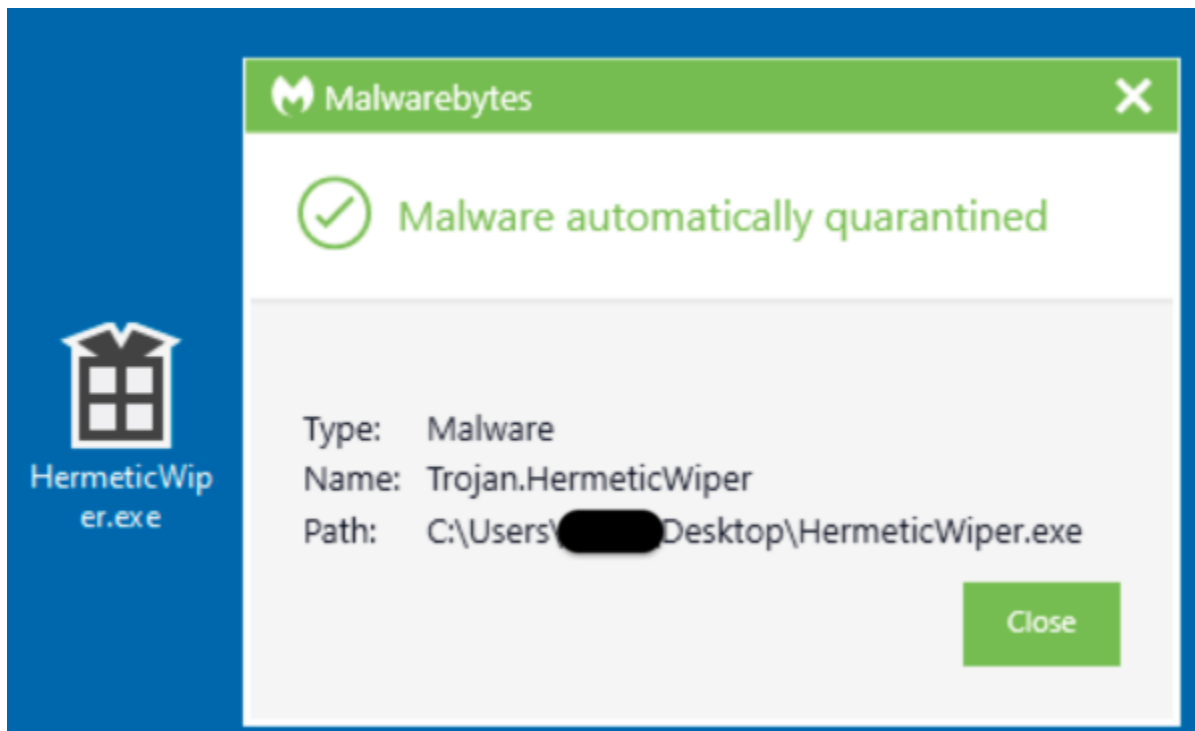 Malwarebytes
Malware automatically quarantined
HermeticWip
er.exe
Type: Malware
Name: Trojan.HermeticWiper
Path: C:\Users\Desktop\HermeticWiper.exe
Close